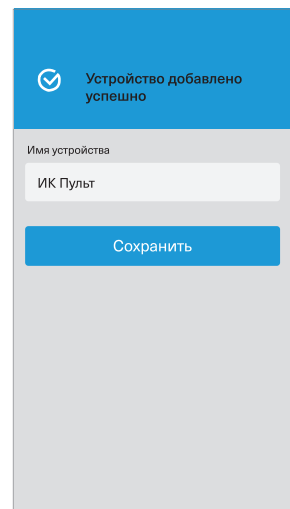 Устройство добавлено
успешно
Имя устройства
ИК Пульт
Сохранить